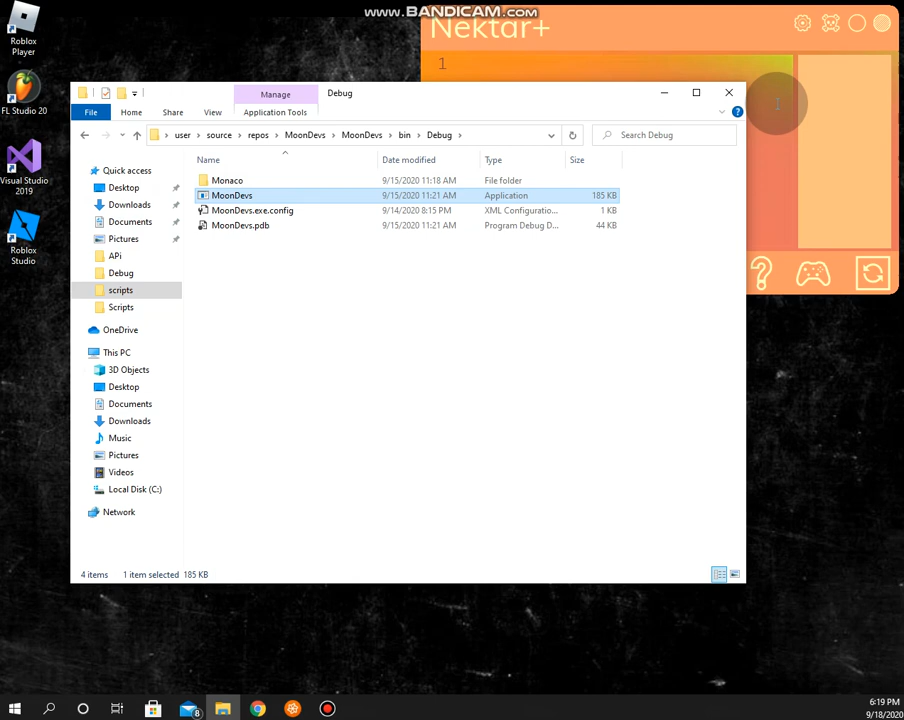 www.BANDICAM.com
Nektar+
1
Roblox
Player
FL Studio 20
Visual Studio
2019
Roblox
Studio
Manage
Debug
File
Home
Share
View
Application Tools
user
source
repos
MoonDevs
MoonDevs
bin
Debug
Search Debug
Name
Date modified
Type
Size
Monaco
9/15/2020 11:18 AM
File folder
MoonDevs
9/15/2020 11:21 AM
Application
185 KB
MoonDevs.exe.config
9/14/2020 8:15 PM
XML Configuratio...
1 KB
MoonDevs.pdb
9/15/2020 11:21 AM
Program Debug D...
44 KB
Quick access
Desktop
Downloads
Documents
Pictures
APi
Debug
scripts
Scripts
OneDrive
This PC
3D Objects
Desktop
Documents
Downloads
Music
Pictures
Videos
Local Disk (C:)
Network
4 items
1 item selected 185 KB
8
6:19 PM
9/18/2020